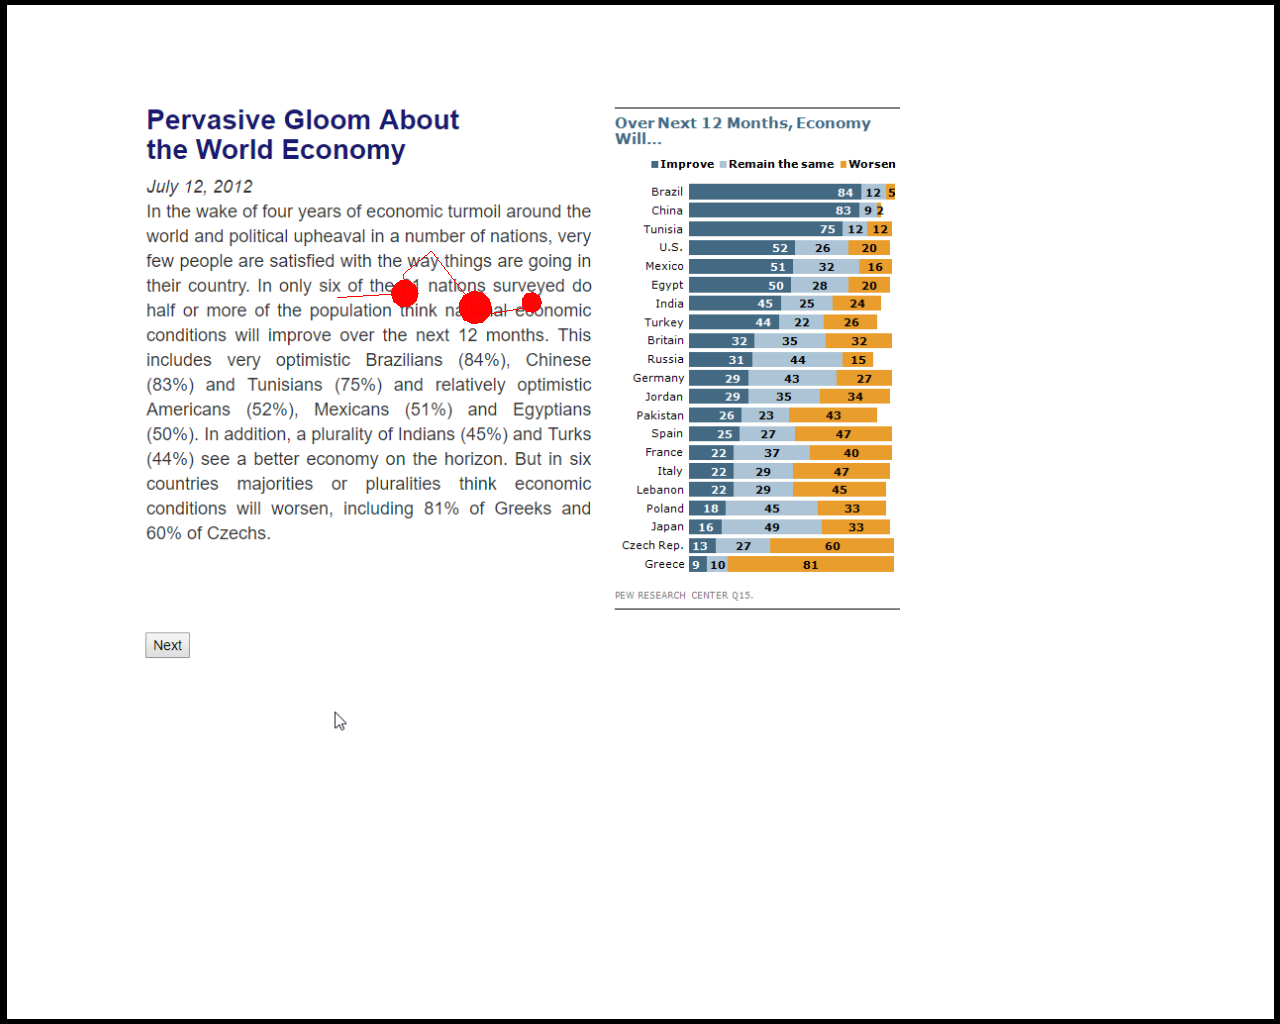 Pervasive Gloom About
the World Economy
July 12, 2012
In the wake of four years of economic turmoil around the
world and political upheaval in a number of nations, very
few people are satisfied with the way things are going in
their country. In only six of the nations surveyed do
half or more of the population think economic
conditions will improve over the next 12 months. This
includes very optimistic Brazilians (84%), Chinese
(83%) and Tunisians (75%) and relatively optimistic
Americans (52%), Mexicans (51%) and Egyptians
(50%). In addition, a plurality of Indians (45%) and Turks
(44%) see a better economy on the horizon. But in six
countries majorities or pluralities think economic
conditions will worsen, including 81% of Greeks and
60% of Czechs.
Next
Over Next 12 Months, Economy
Will...
Improve Remain the same Worsen
Brazil 84 12 5
China 83 9 2
Tunisia 75 12 12
U.S. 52 26 20
Mexico 51 32 16
Egypt 50 28 20
India 45 25 24
Turkey 44 22 26
Britain 32 35 32
Russia 31 44 15
Germany 29 43 27
Jordan 29 35 34
Pakistan 26 23 43
Spain 25 27 47
France 22 37 40
Italy 22 29 47
Lebanon 22 29 45
Poland 18 45 33
Japan 16 49 33
Czech Rep. 13 27 60
Greece 9 10 81
PEW RESEARCH CENTER Q15.